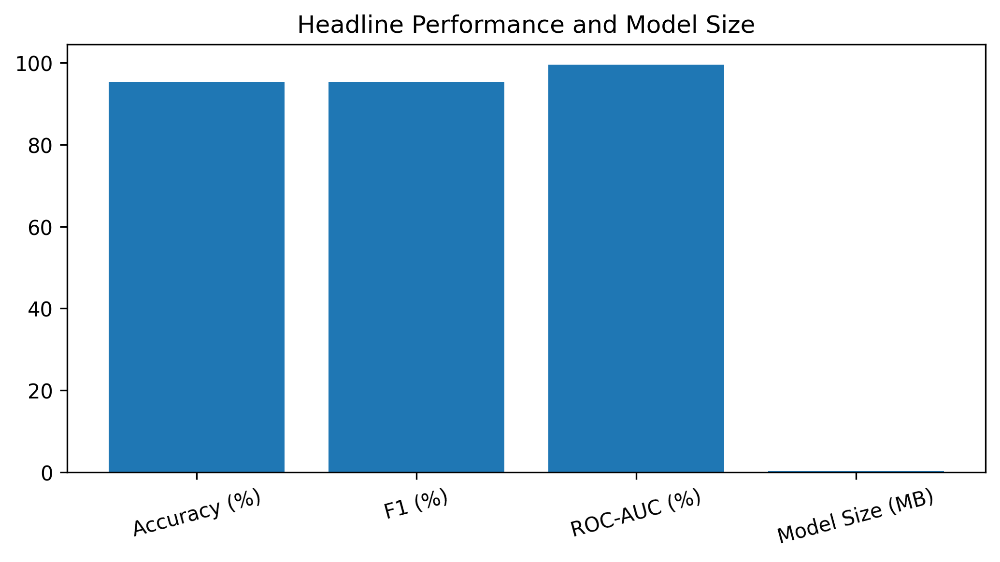 Headline Performance and Model Size
100
80
60
40
20
0
Accuracy (%)
F1 (%)
ROC-AUC (%)
Model Size (MB)